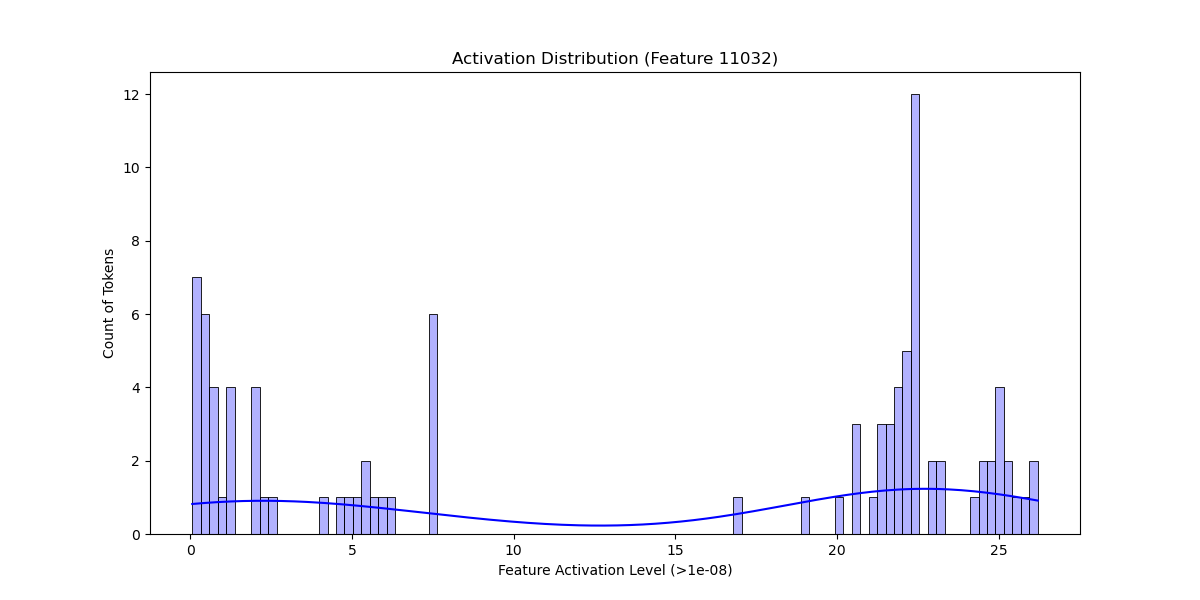 Activation Distribution (Feature 11032)
12
10
8
6
4
2
0
Count of Tokens
0 5 10 15 20 25
Feature Activation Level (>1e-08)